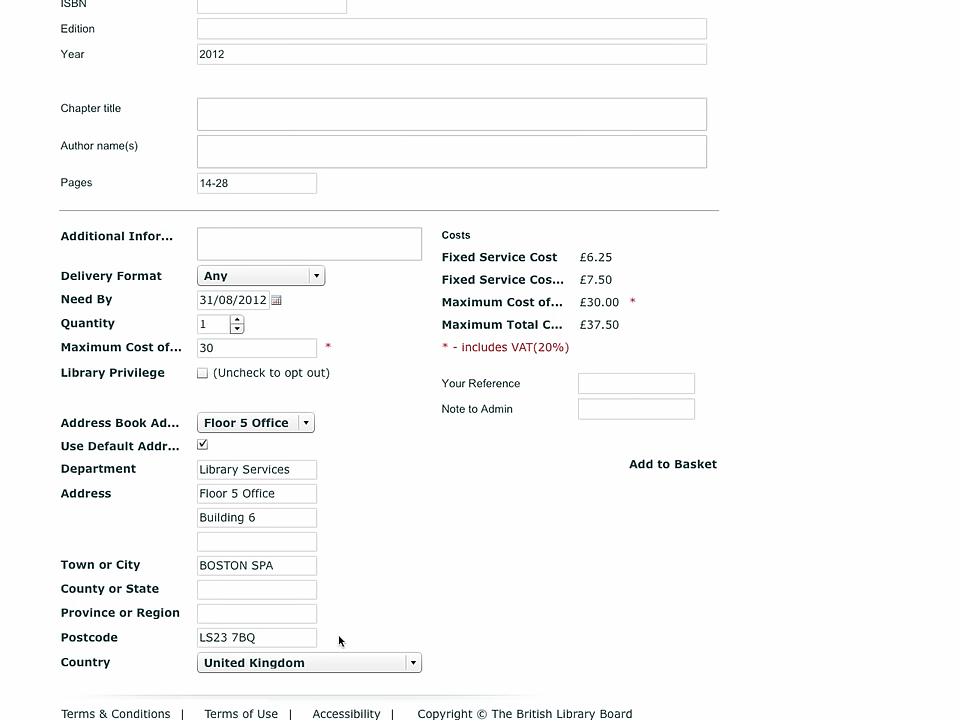 ISBN
Edition
Year 2012
Chapter title
Author name(s)
Pages 14-28
Additional Infor...
Delivery Format Any
Need By 31/08/2012
Quantity 1
Maximum Cost of... 30 *
Library Privilege (Uncheck to opt out)
Address Book Ad... Floor 5 Office
Use Default Addr...
Department Library Services
Address Floor 5 Office
Building 6
Town or City BOSTON SPA
County or State
Province or Region
Postcode LS23 7BQ
Country United Kingdom
Costs
Fixed Service Cost £6.25
Fixed Service Cos... £7.50
Maximum Cost of... £30.00 *
Maximum Total C... £37.50
* - includes VAT(20%)
Your Reference
Note to Admin
Add to Basket
Terms & Conditions | Terms of Use | Accessibility | Copyright © The British Library Board